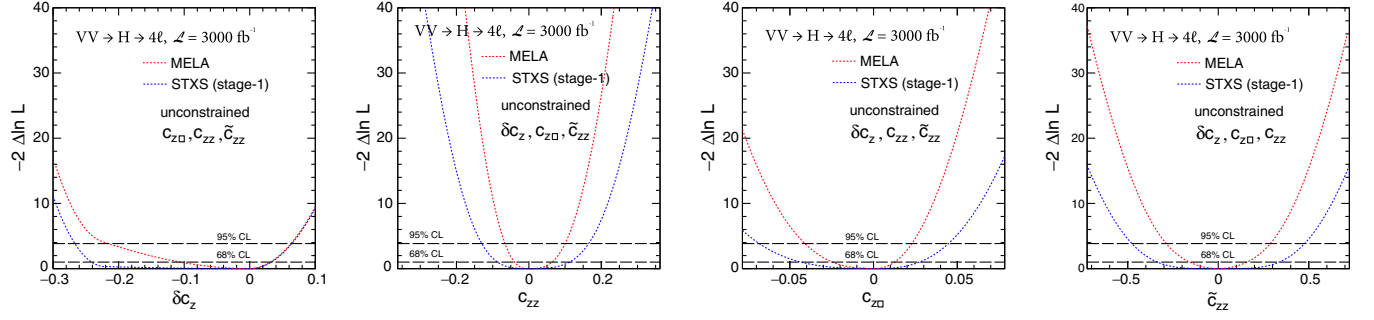 VV → H → 4ℓ, ℒ = 3000 fb⁻¹
MELA
STXS (stage-1)
unconstrained
c_z□ , c_zz , c̃_zz
95% CL
68% CL
−2 Δln L
40
30
20
10
0
−0.3
−0.2
−0.1
0
0.1
δc_z
VV → H → 4ℓ, ℒ = 3000 fb⁻¹
MELA
STXS (stage-1)
unconstrained
δc_z , c_z□ , c̃_zz
95% CL
68% CL
−2 Δln L
40
30
20
10
0
−0.2
0
0.2
c_zz
VV → H → 4ℓ, ℒ = 3000 fb⁻¹
MELA
STXS (stage-1)
unconstrained
δc_z , c_zz , c̃_zz
95% CL
68% CL
−2 Δln L
40
30
20
10
0
−0.05
0
0.05
c_z□
VV → H → 4ℓ, ℒ = 3000 fb⁻¹
MELA
STXS (stage-1)
unconstrained
δc_z , c_z□ , c_zz
95% CL
68% CL
−2 Δln L
40
30
20
10
0
−0.5
0
0.5
c̃_zz